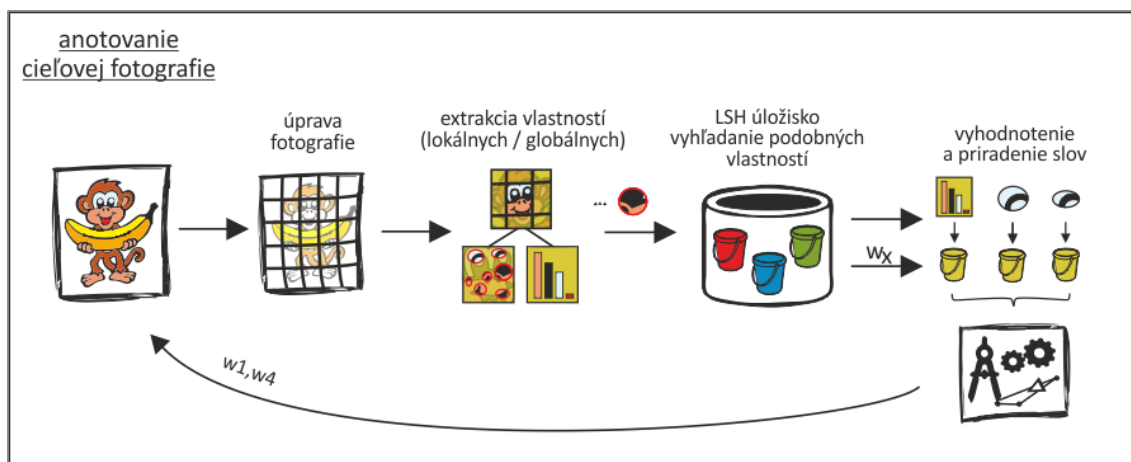 anotovanie
cieľovej fotografie
úprava
fotografie
extrakcia vlastností
(lokálnych / globálnych)
...
LSH úložisko
vyhľadanie podobných
vlastností
vyhodnotenie
a priradenie slov
wx
w1,w4